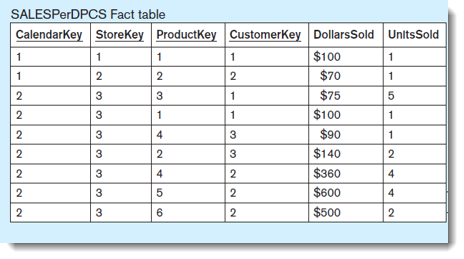 SALESPerDPCS Fact table
CalendarKey StoreKey ProductKey CustomerKey DollarsSold UnitsSold
1 1 1 1 $100 1
1 2 2 2 $70 1
2 3 3 1 $75 5
2 3 1 1 $100 1
2 3 4 3 $90 1
2 3 2 3 $140 2
2 3 4 2 $360 4
2 3 5 2 $600 4
2 3 6 2 $500 2